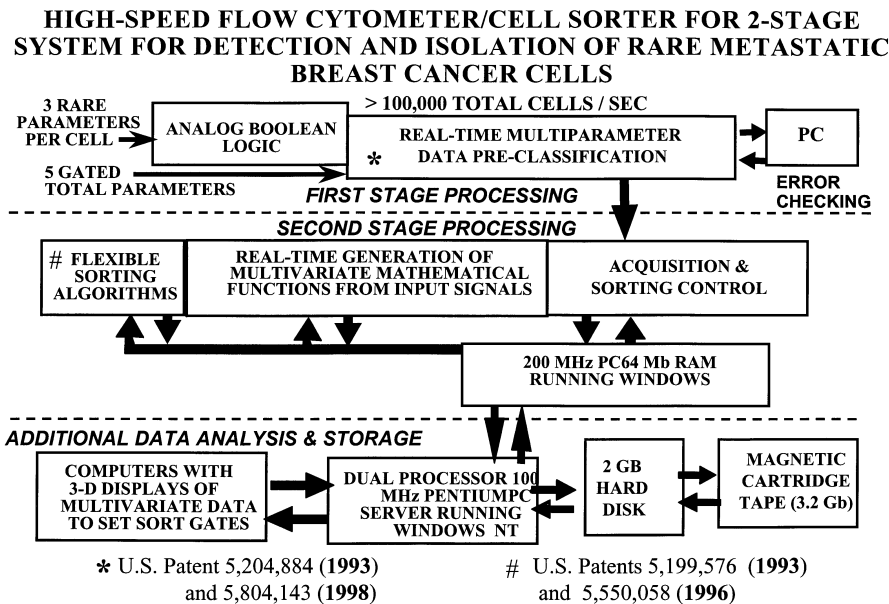 HIGH-SPEED FLOW CYTOMETER/CELL SORTER FOR 2-STAGE
SYSTEM FOR DETECTION AND ISOLATION OF RARE METASTATIC
BREAST CANCER CELLS
3 RARE
PARAMETERS
PER CELL
ANALOG BOOLEAN
LOGIC
> 100,000 TOTAL CELLS / SEC
REAL-TIME MULTIPARAMETER
* DATA PRE-CLASSIFICATION
PC
5 GATED
TOTAL PARAMETERS
FIRST STAGE PROCESSING
ERROR
CHECKING
SECOND STAGE PROCESSING
# FLEXIBLE
SORTING
ALGORITHMS
REAL-TIME GENERATION OF
MULTIVARIATE MATHEMATICAL
FUNCTIONS FROM INPUT SIGNALS
ACQUISITION &
SORTING CONTROL
200 MHz PC64 Mb RAM
RUNNING WINDOWS
ADDITIONAL DATA ANALYSIS & STORAGE
COMPUTERS WITH
3-D DISPLAYS OF
MULTIVARIATE DATA
TO SET SORT GATES
DUAL PROCESSOR 100
MHz PENTIUMPC
SERVER RUNNING
WINDOWS NT
2 GB
HARD
DISK
MAGNETIC
CARTRIDGE
TAPE (3.2 Gb)
* U.S. Patent 5,204,884 (1993)
and 5,804,143 (1998)
# U.S. Patents 5,199,576 (1993)
and 5,550,058 (1996)